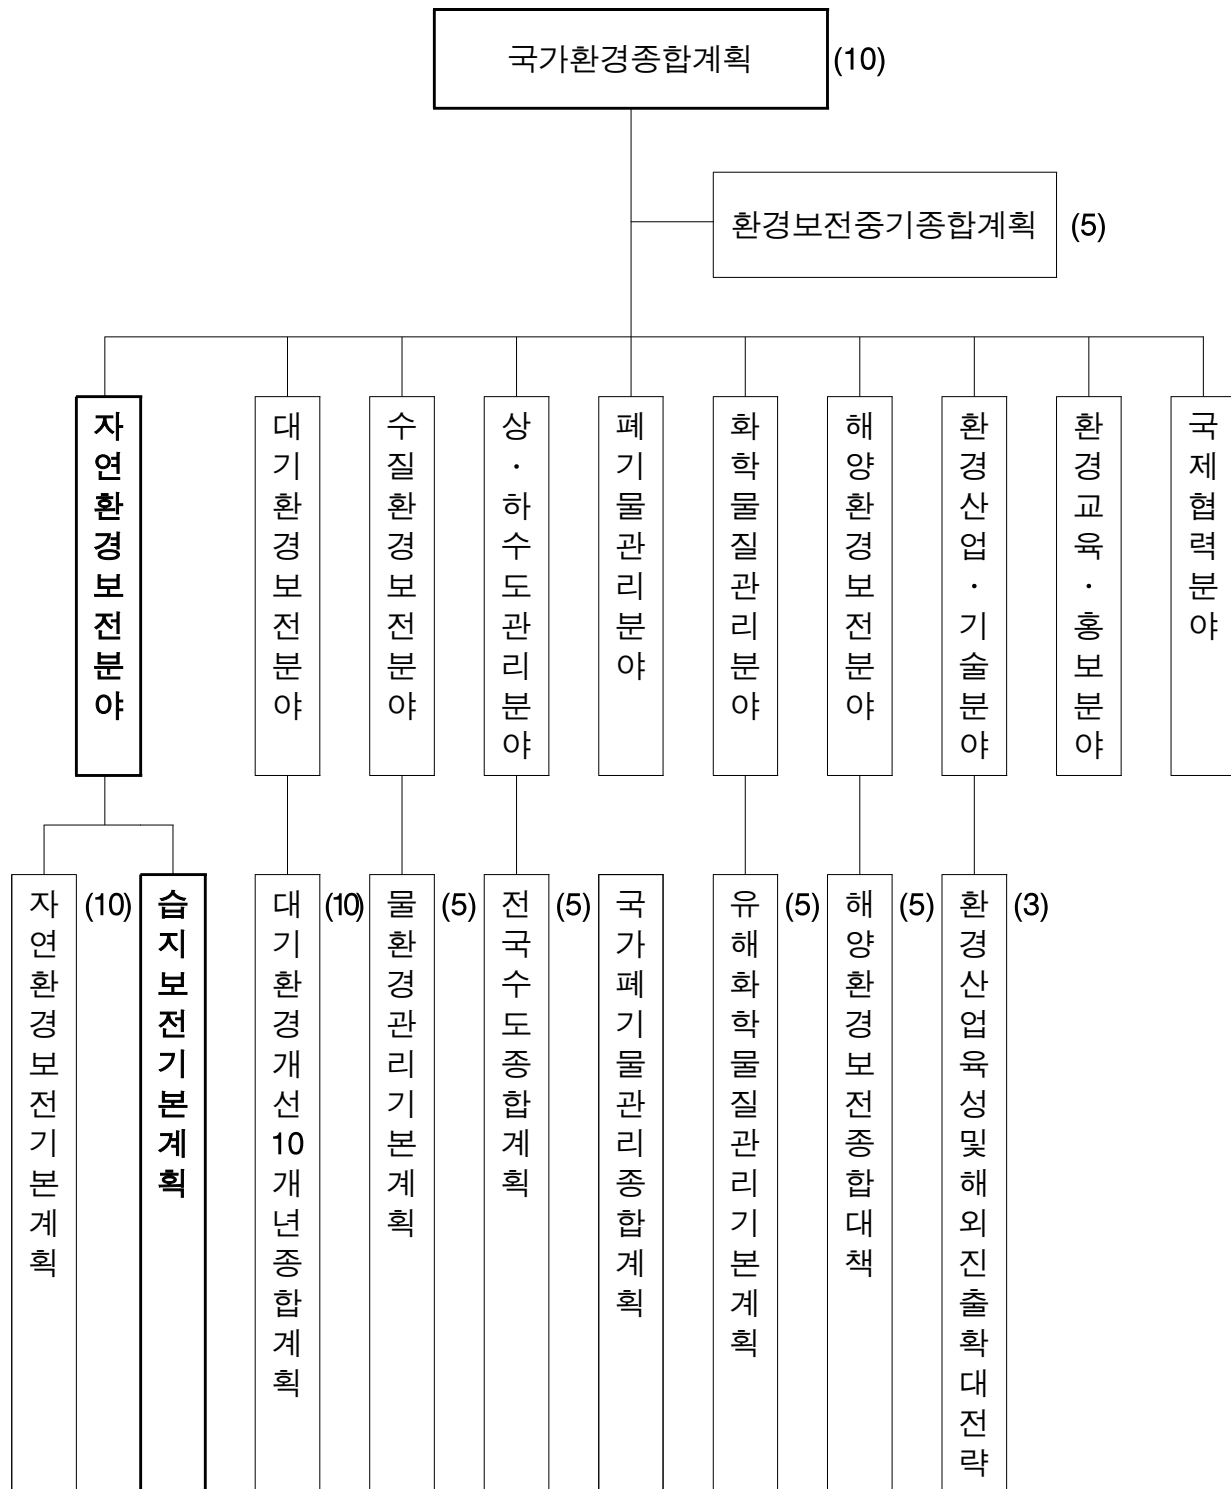 국가환경종합계획 (10)
환경보전중기종합계획 (5)
자연환경보전분야
대기환경보전분야
수질환경보전분야
상·하수도관리분야
폐기물관리분야
화학물질관리분야
해양환경보전분야
환경산업·기술분야
환경교육·홍보분야
국제협력분야
자연환경보전기본계획 (10)
습지보전기본계획
대기환경개선10개년종합계획 (10)
물환경관리기본계획 (5)
전국수도종합계획 (5)
국가폐기물관리종합계획
유해화학물질관리기본계획 (5)
해양환경보전종합대책 (5)
환경산업육성및해외진출확대전략 (3)